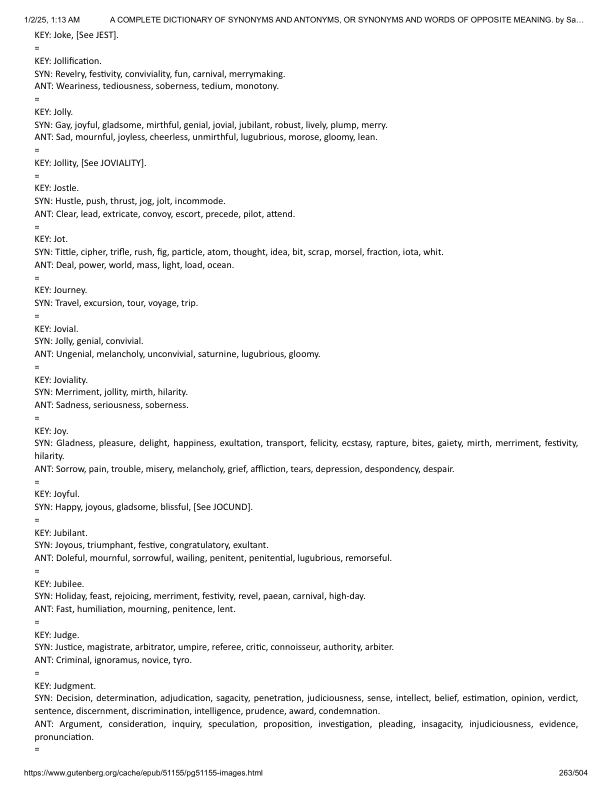 1/2/25, 1:13 AM A COMPLETE DICTIONARY OF SYNONYMS AND ANTONYMS, OR SYNONYMS AND WORDS OF OPPOSITE MEANING. by Sa…
KEY: Joke, [See JEST].
=
KEY: Jollification.
SYN: Revelry, festivity, conviviality, fun, carnival, merrymaking.
ANT: Weariness, tediousness, soberness, tedium, monotony.
=
KEY: Jolly.
SYN: Gay, joyful, gladsome, mirthful, genial, jovial, jubilant, robust, lively, plump, merry.
ANT: Sad, mournful, joyless, cheerless, unmirthful, lugubrious, morose, gloomy, lean.
=
KEY: Jollity, [See JOVIALITY].
=
KEY: Jostle.
SYN: Hustle, push, thrust, jog, jolt, incommode.
ANT: Clear, lead, extricate, convoy, escort, precede, pilot, attend.
=
KEY: Jot.
SYN: Tittle, cipher, trifle, rush, fig, particle, atom, thought, idea, bit, scrap, morsel, fraction, iota, whit.
ANT: Deal, power, world, mass, light, load, ocean.
=
KEY: Journey.
SYN: Travel, excursion, tour, voyage, trip.
=
KEY: Jovial.
SYN: Jolly, genial, convivial.
ANT: Ungenial, melancholy, unconvivial, saturnine, lugubrious, gloomy.
=
KEY: Joviality.
SYN: Merriment, jollity, mirth, hilarity.
ANT: Sadness, seriousness, soberness.
=
KEY: Joy.
SYN: Gladness, pleasure, delight, happiness, exultation, transport, felicity, ecstasy, rapture, bites, gaiety, mirth, merriment, festivity,
hilarity.
ANT: Sorrow, pain, trouble, misery, melancholy, grief, affliction, tears, depression, despondency, despair.
=
KEY: Joyful.
SYN: Happy, joyous, gladsome, blissful, [See JOCUND].
=
KEY: Jubilant.
SYN: Joyous, triumphant, festive, congratulatory, exultant.
ANT: Doleful, mournful, sorrowful, wailing, penitent, penitential, lugubrious, remorseful.
=
KEY: Jubilee.
SYN: Holiday, feast, rejoicing, merriment, festivity, revel, paean, carnival, high-day.
ANT: Fast, humiliation, mourning, penitence, lent.
=
KEY: Judge.
SYN: Justice, magistrate, arbitrator, umpire, referee, critic, connoisseur, authority, arbiter.
ANT: Criminal, ignoramus, novice, tyro.
=
KEY: Judgment.
SYN: Decision, determination, adjudication, sagacity, penetration, judiciousness, sense, intellect, belief, estimation, opinion, verdict,
sentence, discernment, discrimination, intelligence, prudence, award, condemnation.
ANT: Argument, consideration, inquiry, speculation, proposition, investigation, pleading, insagacity, injudiciousness, evidence,
pronunciation.
=
https://www.gutenberg.org/cache/epub/51155/pg51155-images.html 263/504